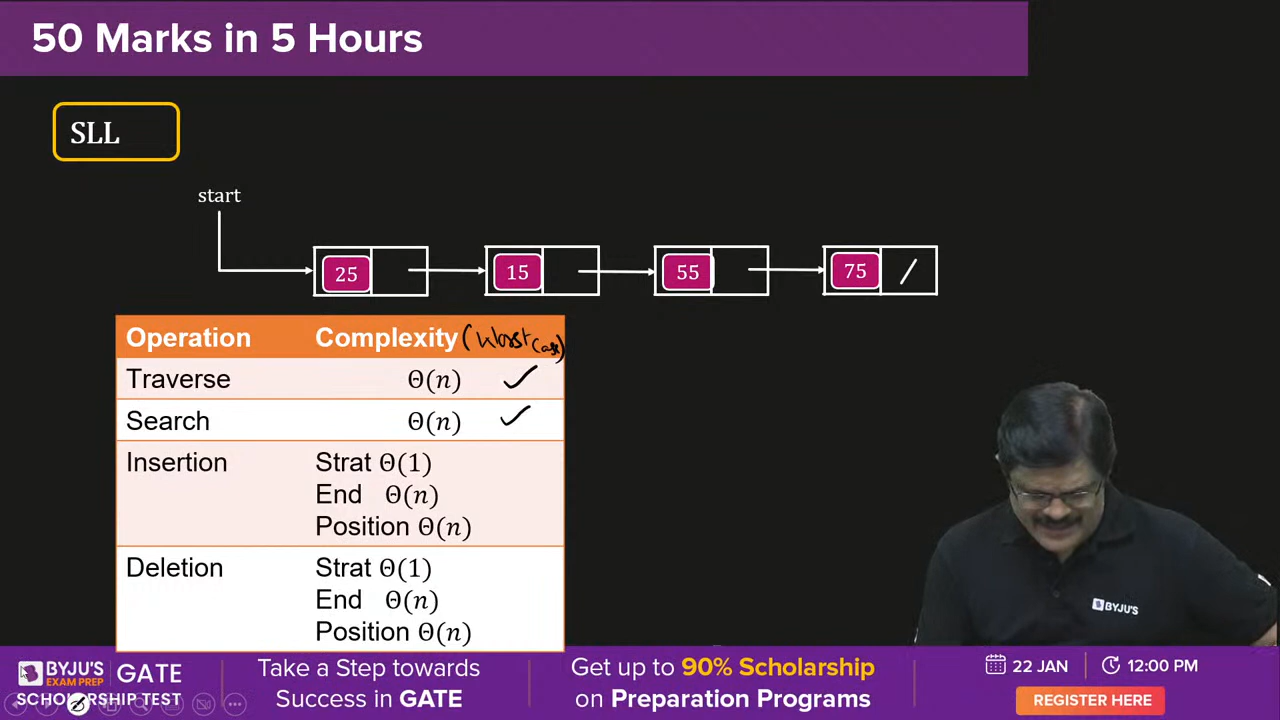 50 Marks in 5 Hours
SLL
start
25 15 55 75
Operation Complexity (Worst Case)
Traverse Θ(n)
Search Θ(n)
Insertion Strat Θ(1)
End Θ(n)
Position Θ(n)
Deletion Strat Θ(1)
End Θ(n)
Position Θ(n)
BYJU'S
BYJU'S
EXAM PREP
GATE
SCHOLARSHIP TEST
Take a Step towards
Success in GATE
Get up to 90% Scholarship
on Preparation Programs
22 JAN 12:00 PM
REGISTER HERE